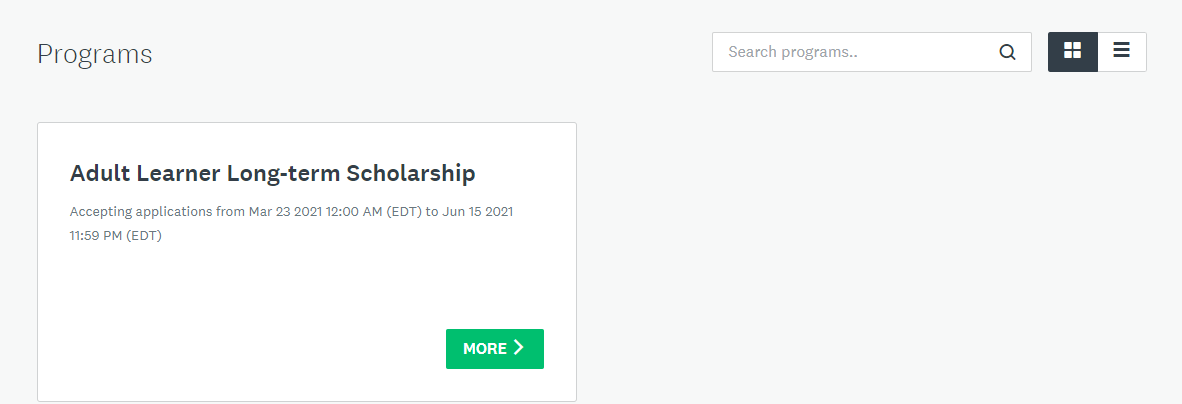 Programs
Search programs..
Adult Learner Long-term Scholarship
Accepting applications from Mar 23 2021 12:00 AM (EDT) to Jun 15 2021
11:59 PM (EDT)
MORE